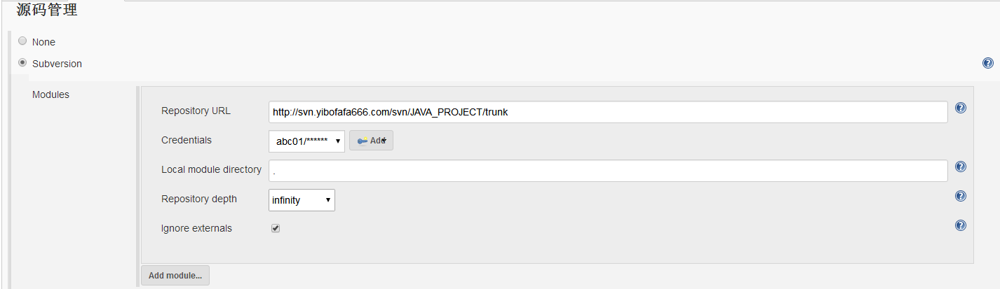 源码管理
None
Subversion
Modules
Repository URL
http://svn.yibofafa666.com/svn/JAVA_PROJECT/trunk
Credentials
abc01/****** Add
Local module directory
.
Repository depth
infinity
Ignore externals
Add module...